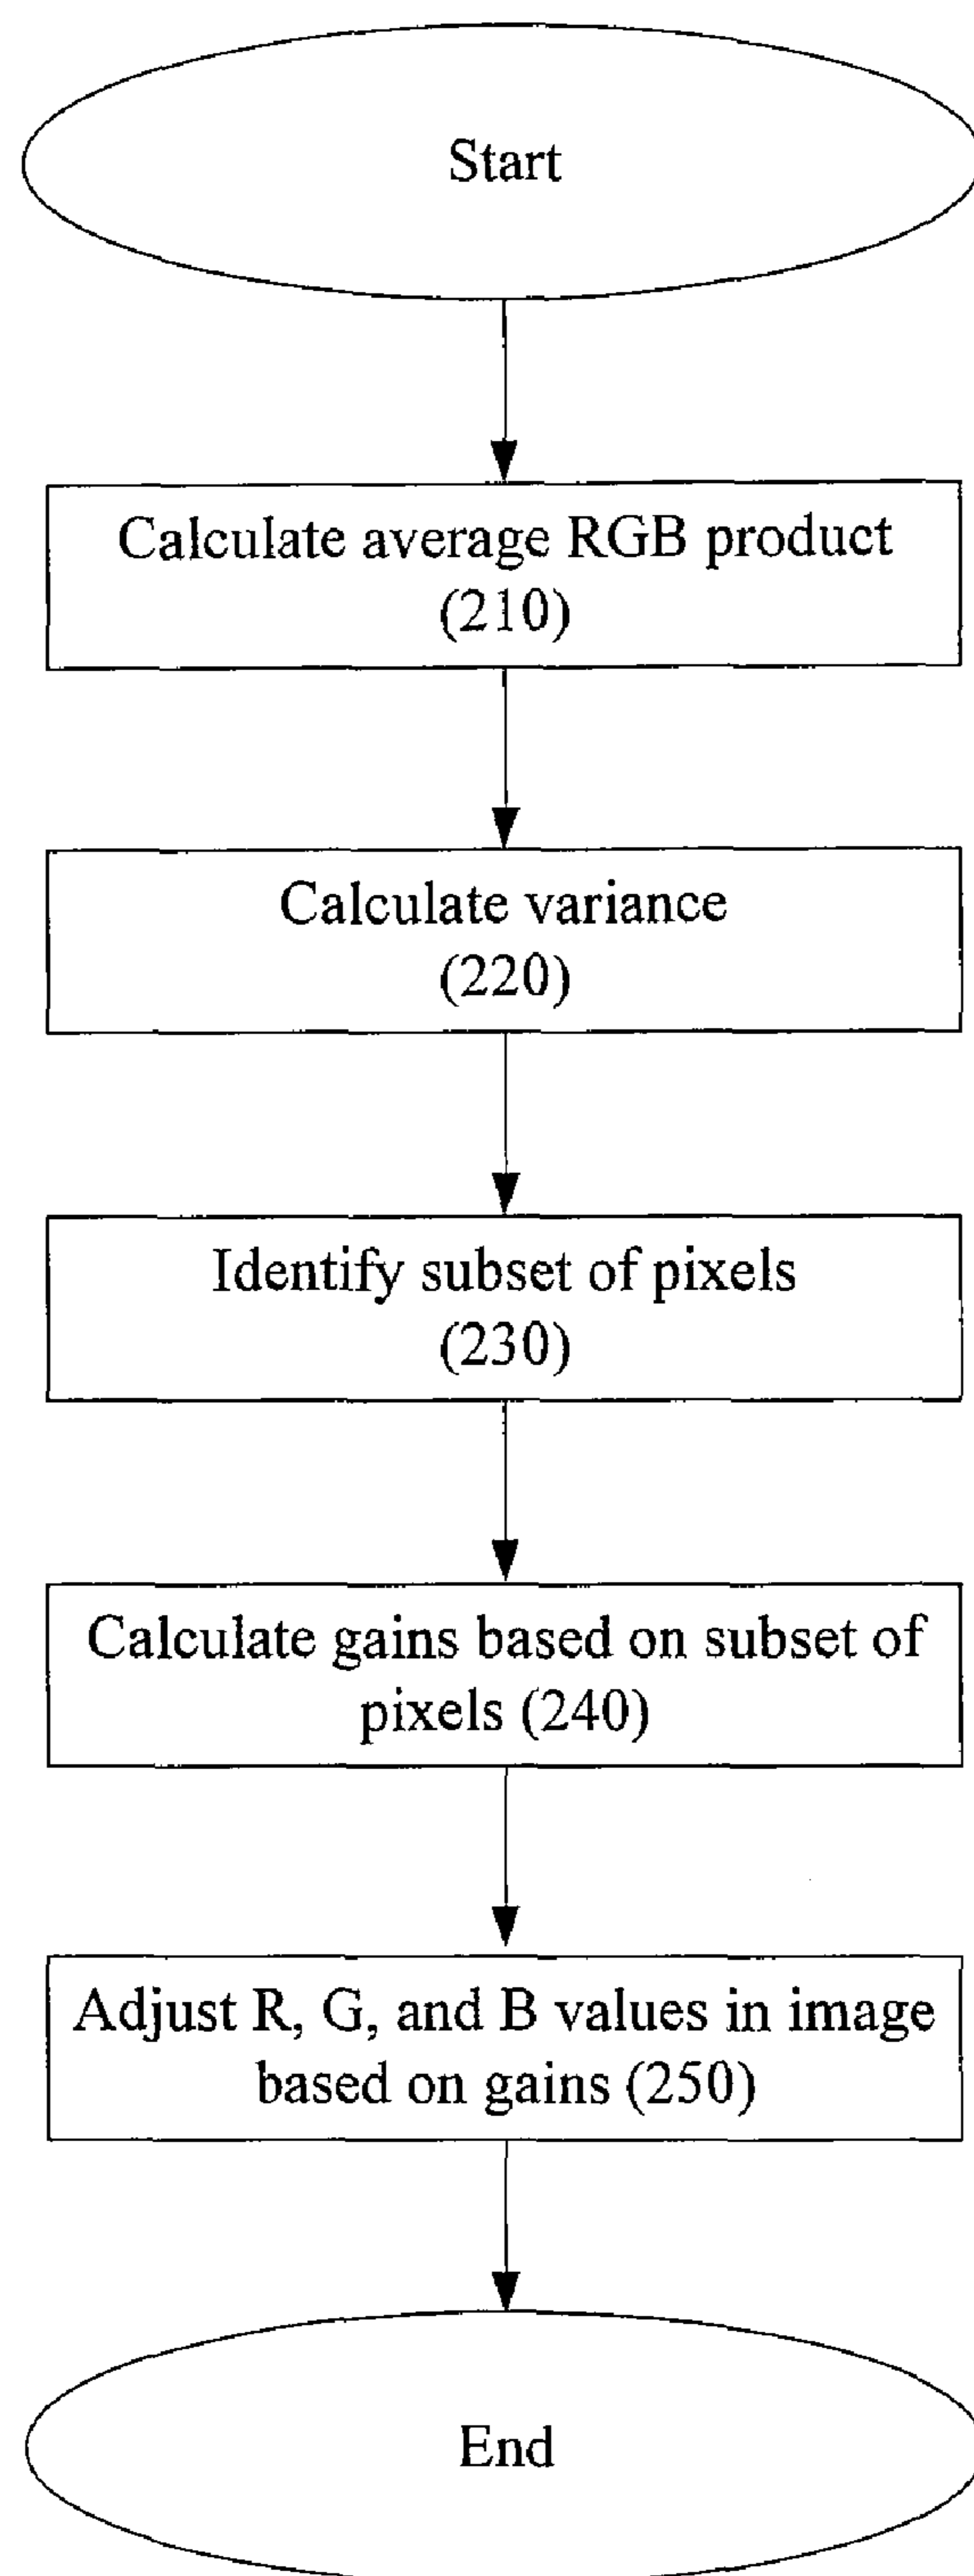 Start
Calculate average RGB product
(210)
Calculate variance
(220)
Identify subset of pixels
(230)
Calculate gains based on subset of
pixels (240)
Adjust R, G, and B values in image
based on gains (250)
End